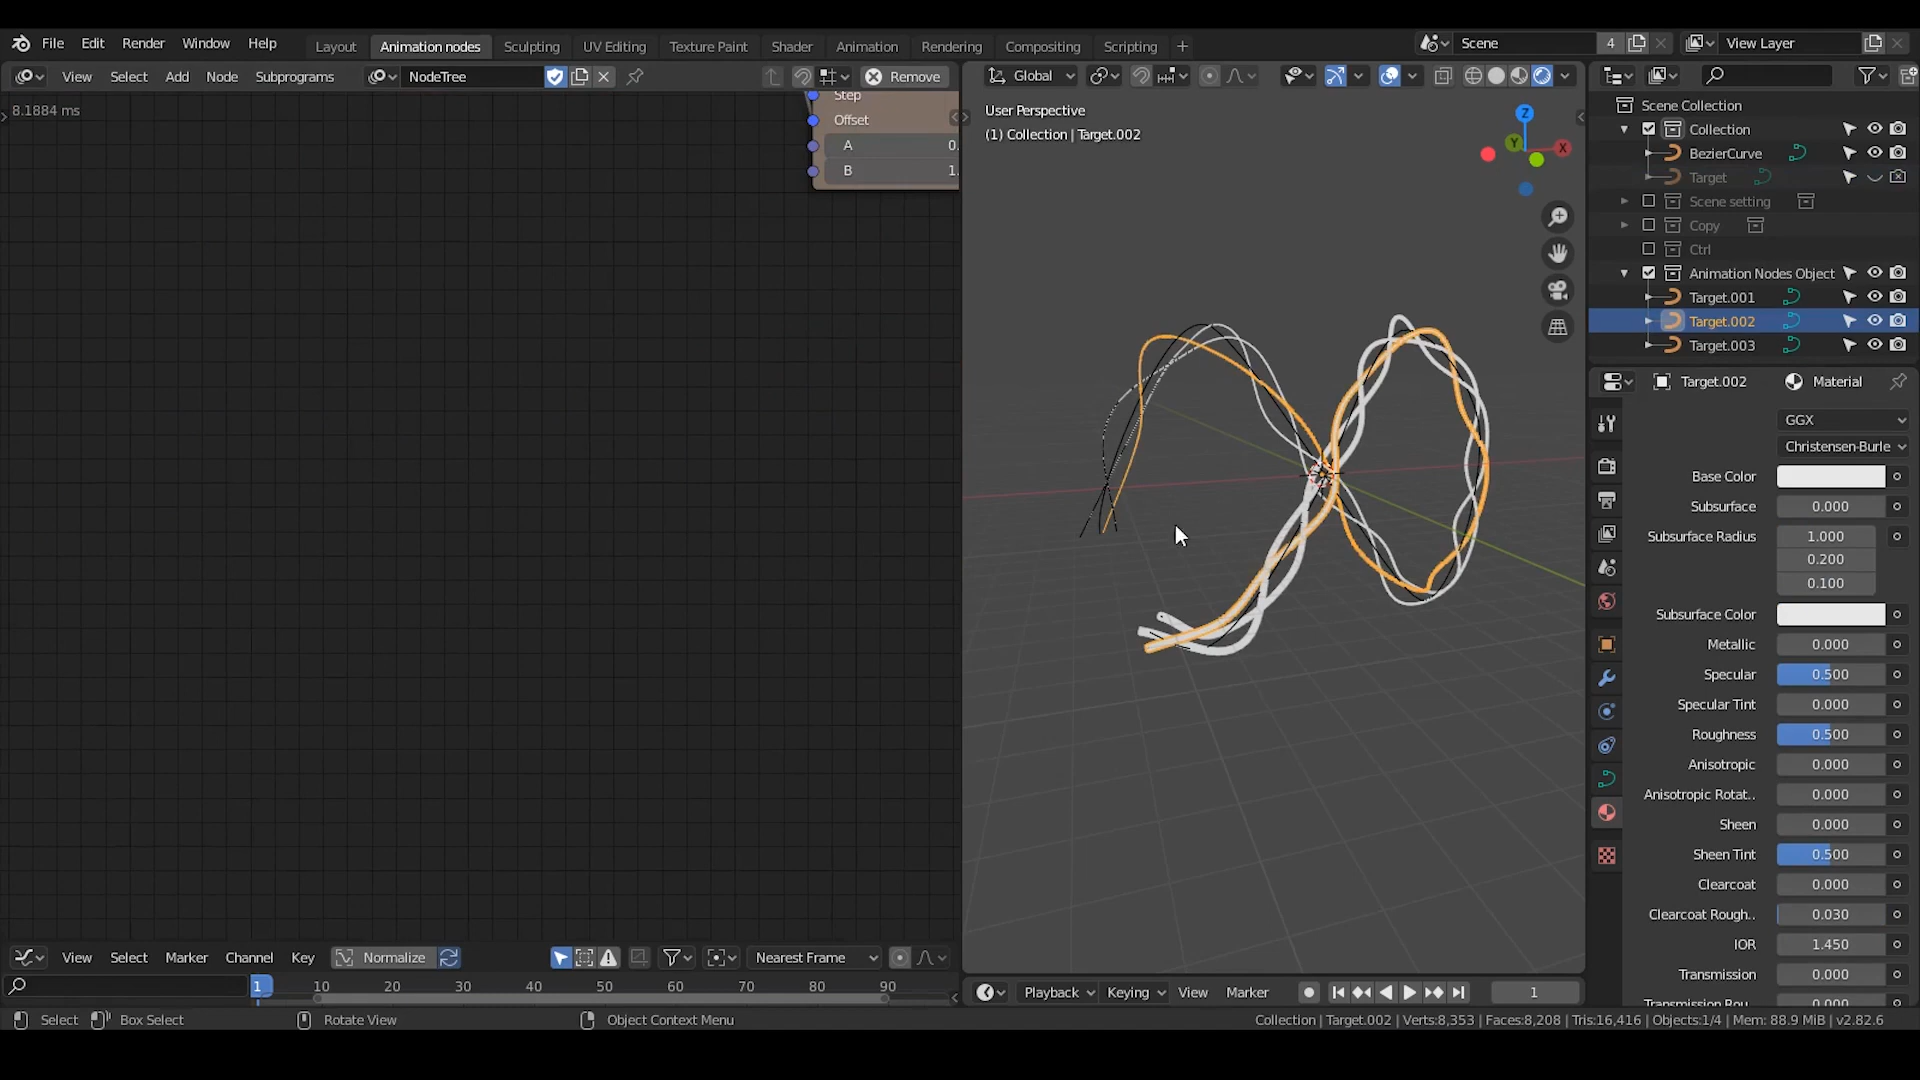 File Edit Render Window Help Layout Animation nodes Sculpting UV Editing Texture Paint Shader Animation Rendering Compositing Scripting + Scene 4 View Layer
View Select Add Node Subprograms NodeTree Remove Global
8.1884 ms
Step
Offset
A 0.
B 1.
User Perspective
(1) Collection | Target.002
Z
Y
X
Scene Collection
Collection
BezierCurve
Target
Scene setting
Copy
Ctrl
Animation Nodes Object
Target.001
Target.002
Target.003
Target.002 Material
GGX
Christensen-Burle
Base Color
Subsurface 0.000
Subsurface Radius 1.000
0.200
0.100
Subsurface Color
Metallic 0.000
Specular 0.500
Specular Tint 0.000
Roughness 0.500
Anisotropic 0.000
Anisotropic Rotat.. 0.000
Sheen 0.000
Sheen Tint 0.500
Clearcoat 0.000
Clearcoat Rough.. 0.030
IOR 1.450
Transmission 0.000
Transmission Rou.. 0.000
View Select Marker Channel Key Normalize Nearest Frame
1 10 20 30 40 50 60 70 80 90
Playback Keying View Marker 1
Select Box Select Rotate View Object Context Menu
Collection | Target.002 | Verts:8,353 | Faces:8,208 | Tris:16,416 | Objects:1/4 | Mem: 88.9 MiB | v2.82.6